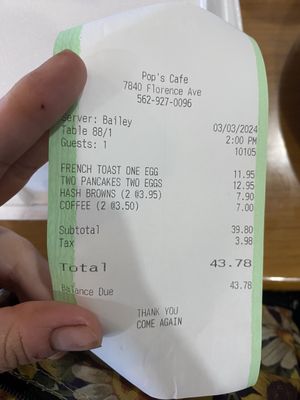 Pop's Cafe
7840 Florence Ave
562-927-0096
Server: Bailey 03/03/2024
Table 88/1 2:00 PM
Guests: 1 10105
FRENCH TOAST ONE EGG 11.95
TWO PANCAKES TWO EGGS 12.95
HASH BROWNS (2 @3.95) 7.90
COFFEE (2 @3.50) 7.00
Subtotal 39.80
Tax 3.98
Total 43.78
Balance Due 43.78
THANK YOU
COME AGAIN